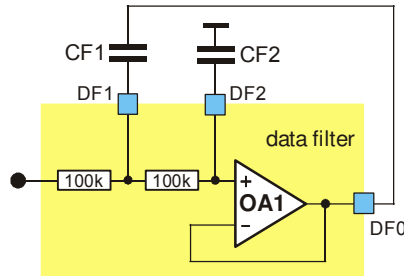 CF1
CF2
DF1
DF2
data filter
100k
100k
+
OA1
−
DF0